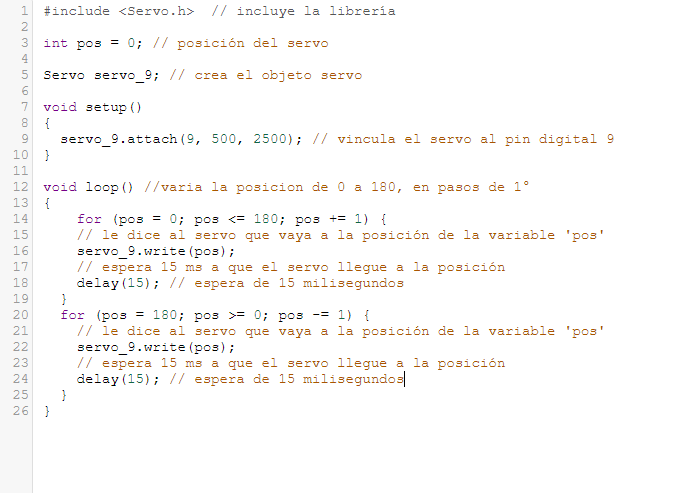 1 #include <Servo.h>  // incluye la librería
2
3 int pos = 0; // posición del servo
4
5 Servo servo_9; // crea el objeto servo
6
7 void setup()
8 {
9   servo_9.attach(9, 500, 2500); // vincula el servo al pin digital 9
10 }
11
12 void loop() //varia la posicion de 0 a 180, en pasos de 1°
13 {
14     for (pos = 0; pos <= 180; pos += 1) {
15     // le dice al servo que vaya a la posición de la variable 'pos'
16     servo_9.write(pos);
17     // espera 15 ms a que el servo llegue a la posición
18     delay(15); // espera de 15 milisegundos
19   }
20   for (pos = 180; pos >= 0; pos -= 1) {
21     // le dice al servo que vaya a la posición de la variable 'pos'
22     servo_9.write(pos);
23     // espera 15 ms a que el servo llegue a la posición
24     delay(15); // espera de 15 milisegundos
25   }
26 }